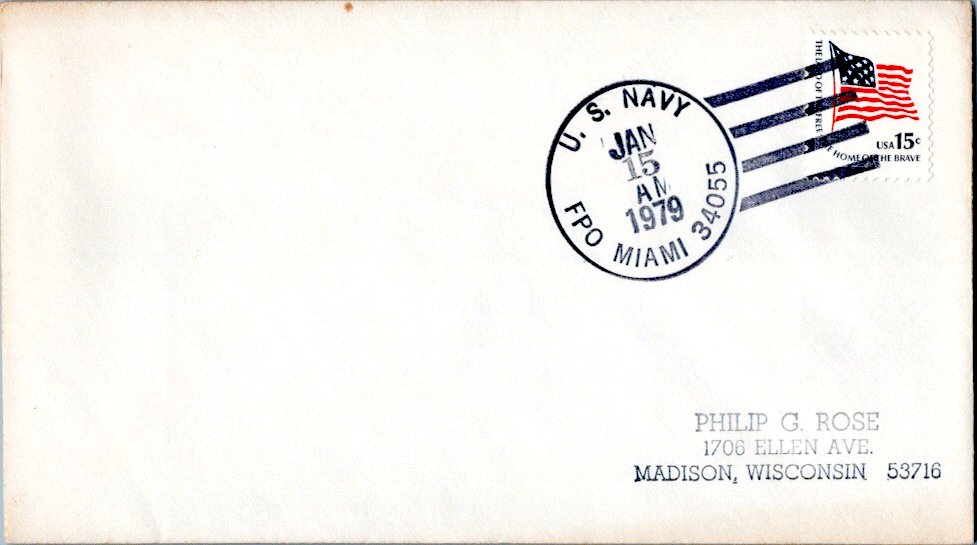 U. S. NAVY
JAN
15
AM
1979
FPO MIAMI 34055
THE LAND OF THE FREE THE HOME OF THE BRAVE
USA 15c
PHILIP G. ROSE
1706 ELLEN AVE.
MADISON, WISCONSIN 53716